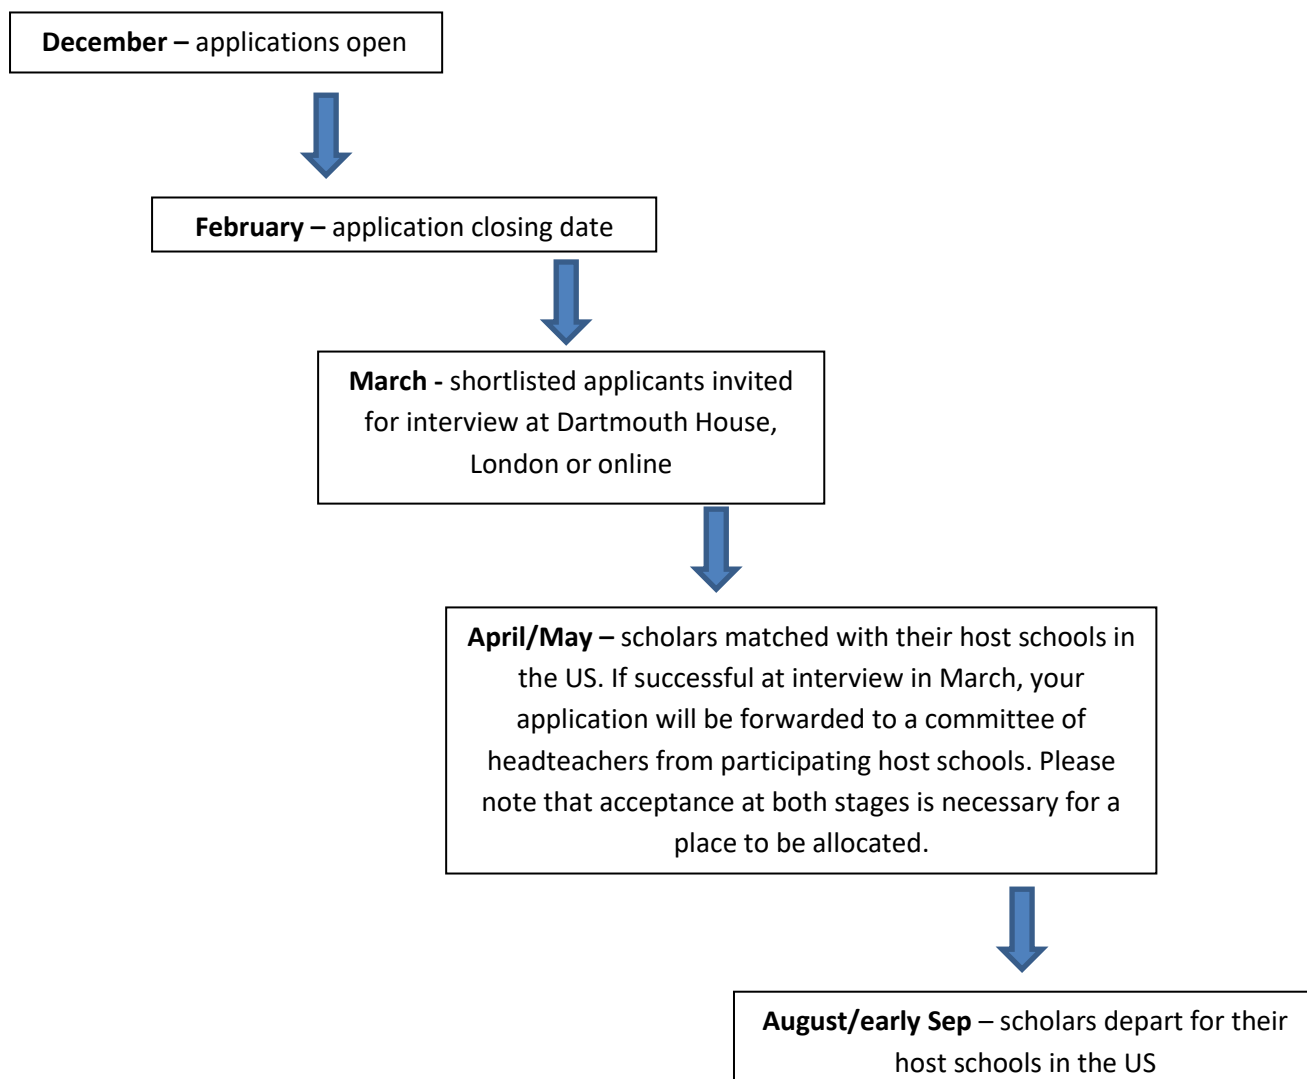 December – applications open
February – application closing date
March - shortlisted applicants invited
for interview at Dartmouth House,
London or online
April/May – scholars matched with their host schools in
the US. If successful at interview in March, your
application will be forwarded to a committee of
headteachers from participating host schools. Please
note that acceptance at both stages is necessary for a
place to be allocated.
August/early Sep – scholars depart for their
host schools in the US